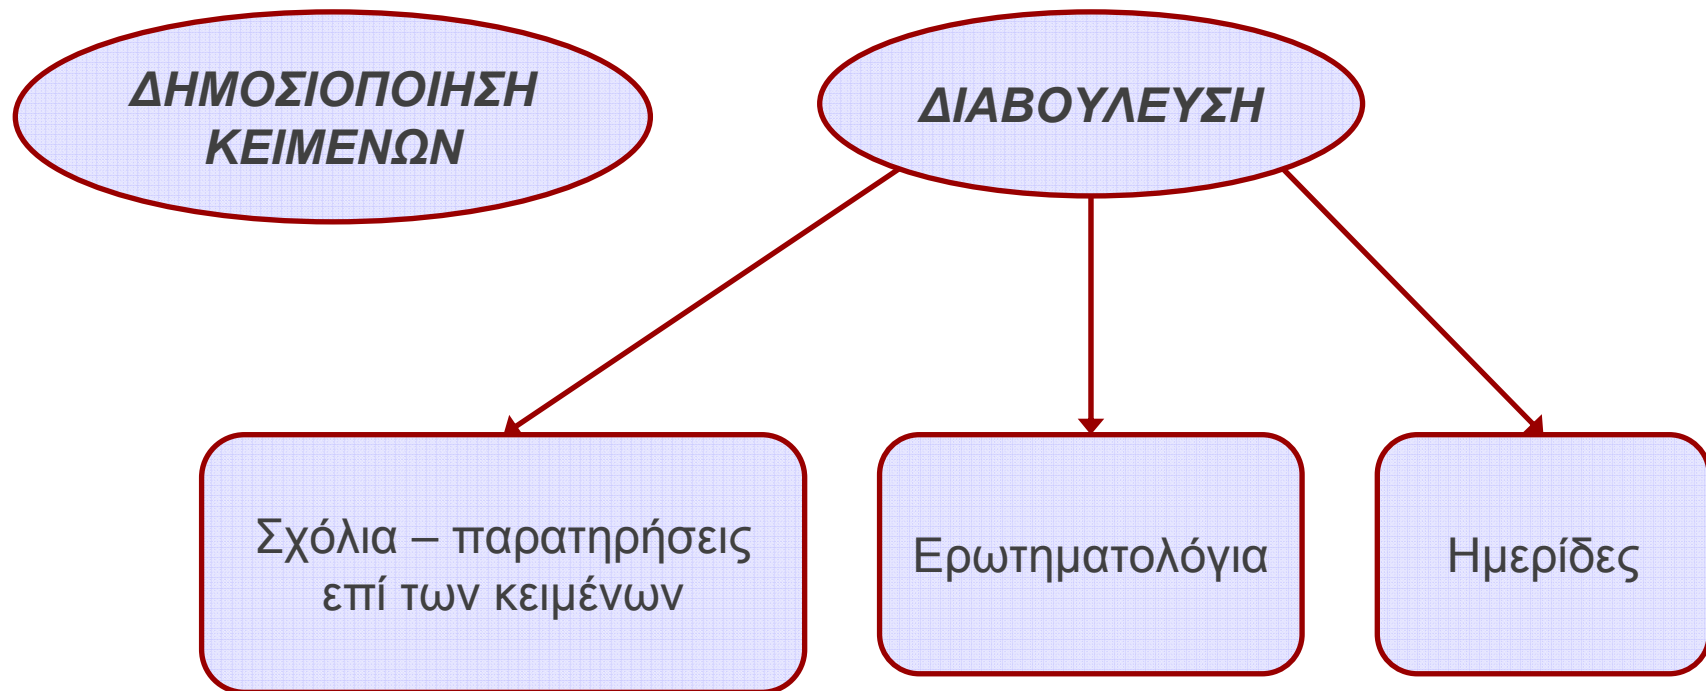 ΔΗΜΟΣΙΟΠΟΙΗΣΗ
ΚΕΙΜΕΝΩΝ
ΔΙΑΒΟΥΛΕΥΣΗ
Σχόλια – παρατηρήσεις
επί των κειμένων
Ερωτηματολόγια
Ημερίδες